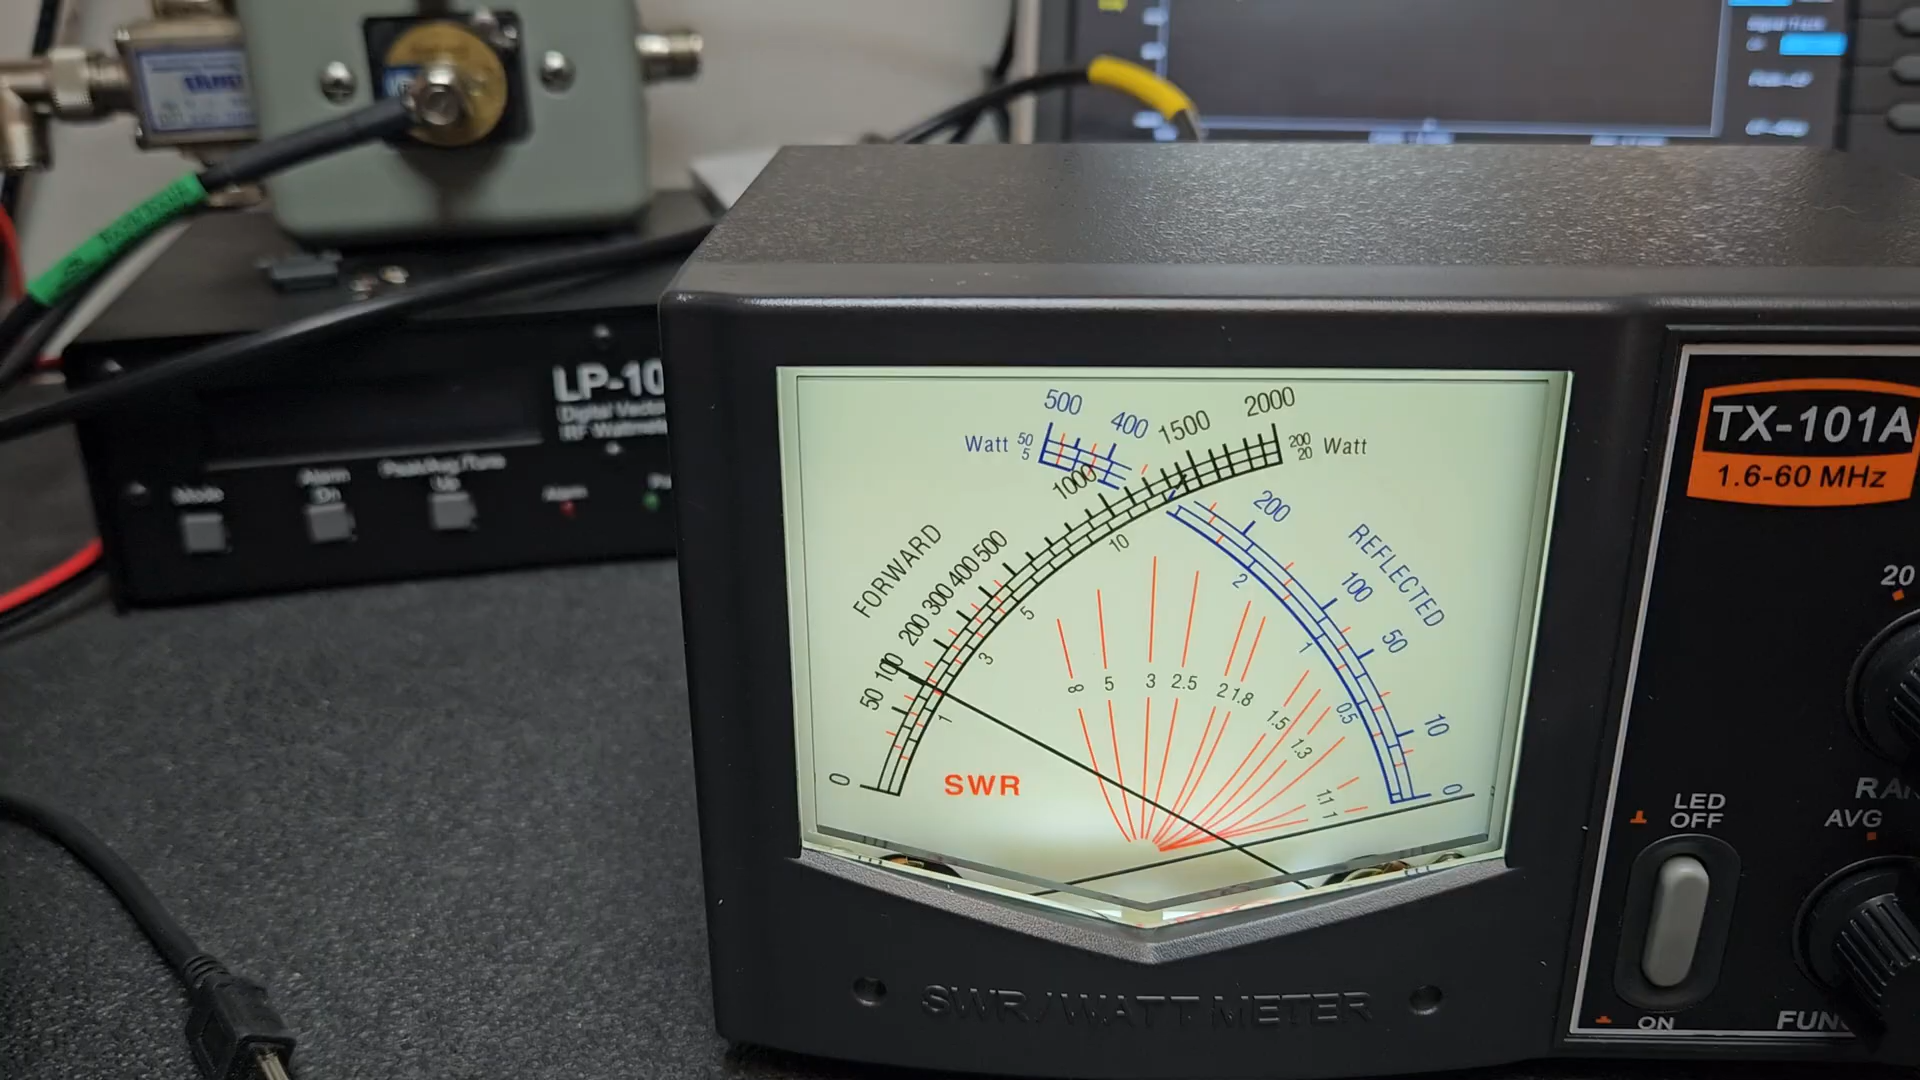 LP-10
Digital Vector
RF Wattmeter
Mode
Alarm
On
Peak/Avg/Tune
Up
Alarm
500
400
1500
2000
Watt
50
5
200
20
Watt
1000
FORWARD
50 100 200 300 400 500
1 3 5 10
200
100
50
10
0
REFLECTED
2
1
0.5
0
∞ 5 3 2.5 2 1.8 1.5 1.3 1.1 1
SWR
SWR/WATT METER
TX-101A
1.6-60 MHz
20
RAN
LED
OFF
AVG
ON
FUNC